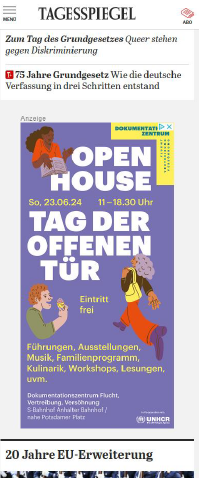 MENÜ
TAGESSPIEGEL
ABO
Zum Tag des Grundgesetzes Queer stehen
gegen Diskriminierung
T+ 75 Jahre Grundgesetz Wie die deutsche
Verfassung in drei Schritten entstand
Anzeige
DOKUMENTATI
ZENTRUM
OPEN
HOUSE
So, 23.06.24 11–18.30 Uhr
TAG DER
OFFENEN
TÜR
Eintritt
frei
Führungen, Ausstellungen,
Musik, Familienprogramm,
Kulinarik, Workshops, Lesungen,
uvm.
Dokumentationszentrum Flucht,
Vertreibung, Versöhnung
S-Bahnhof Anhalter Bahnhof /
nahe Potsdamer Platz
UNHCR
20 Jahre EU-Erweiterung